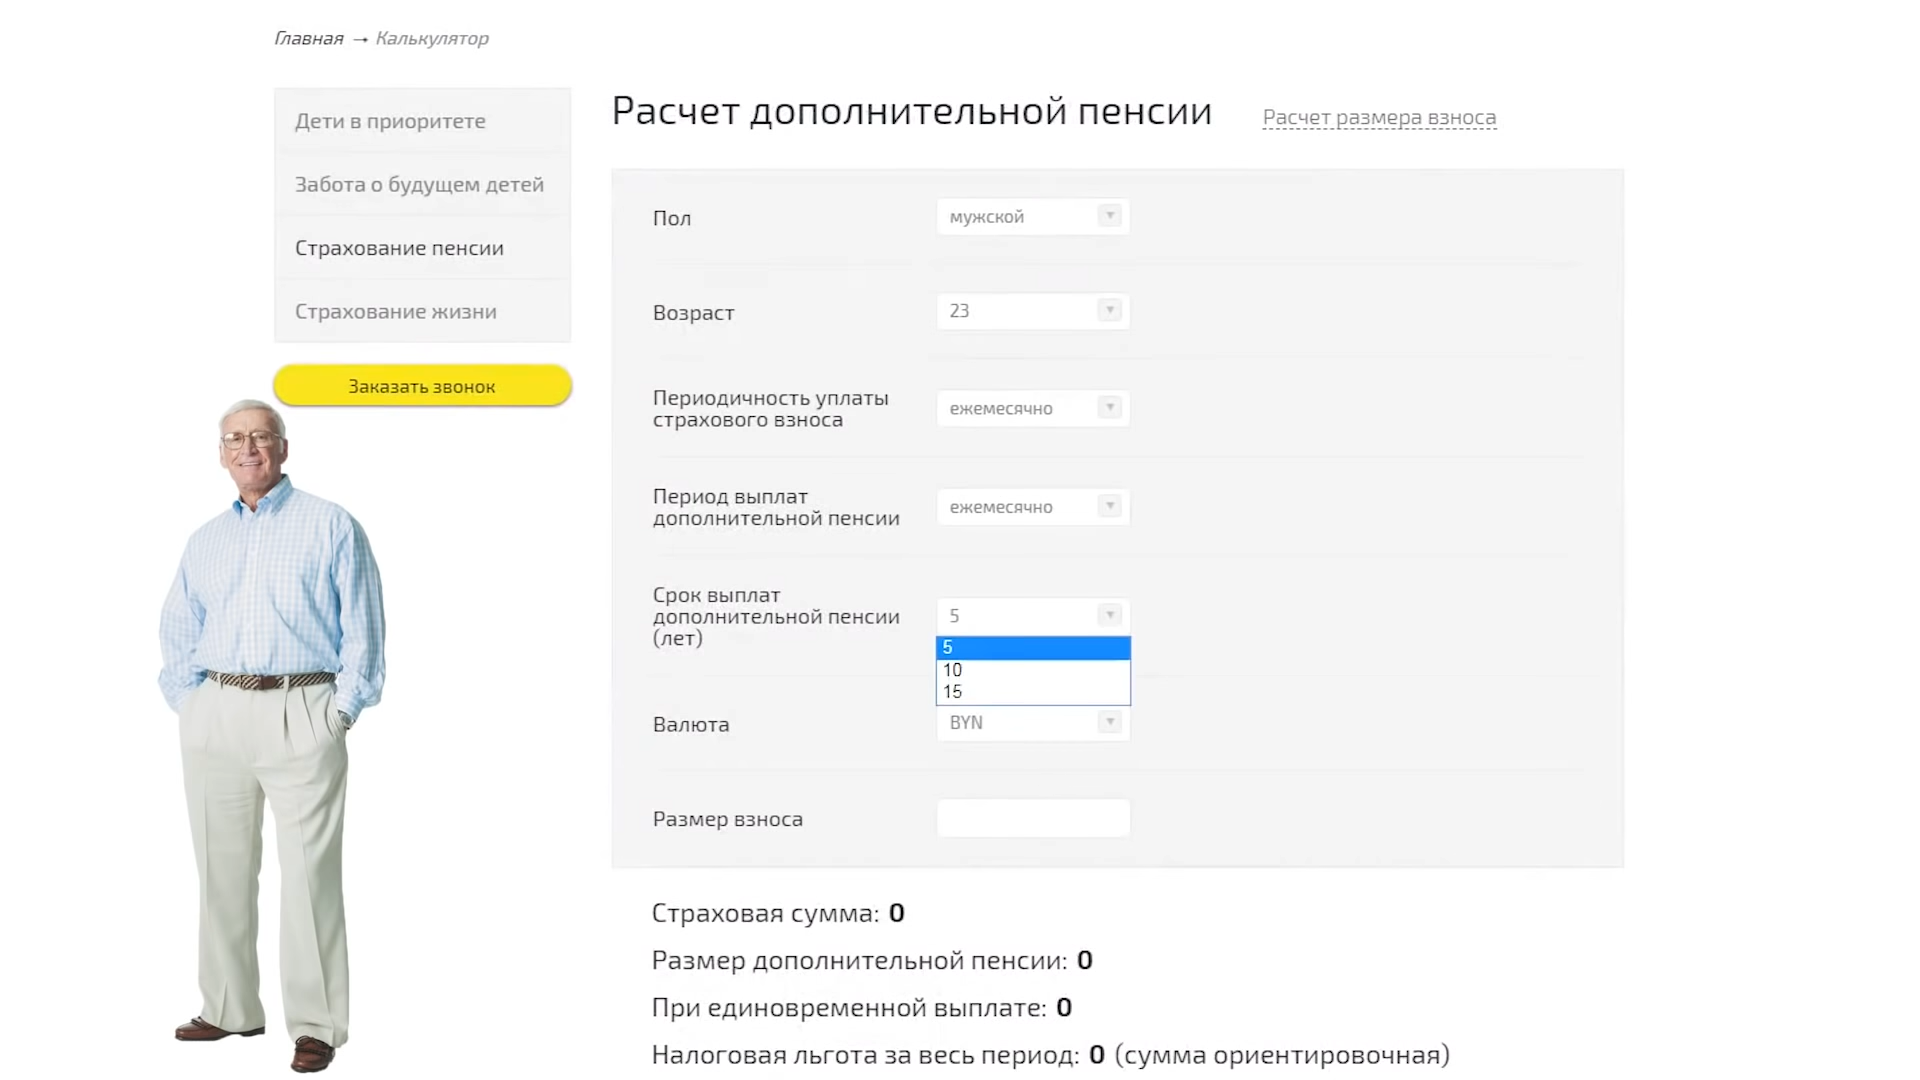 Главная → Калькулятор
Дети в приоритете
Забота о будущем детей
Страхование пенсии
Страхование жизни
Заказать звонок
Расчет дополнительной пенсии
Расчет размера взноса
Пол
мужской
Возраст
23
Периодичность уплаты
страхового взноса
ежемесячно
Период выплат
дополнительной пенсии
ежемесячно
Срок выплат
дополнительной пенсии
(лет)
5
5
10
15
Валюта
BYN
Размер взноса
Страховая сумма: 0
Размер дополнительной пенсии: 0
При единовременной выплате: 0
Налоговая льгота за весь период: 0 (сумма ориентировочная)